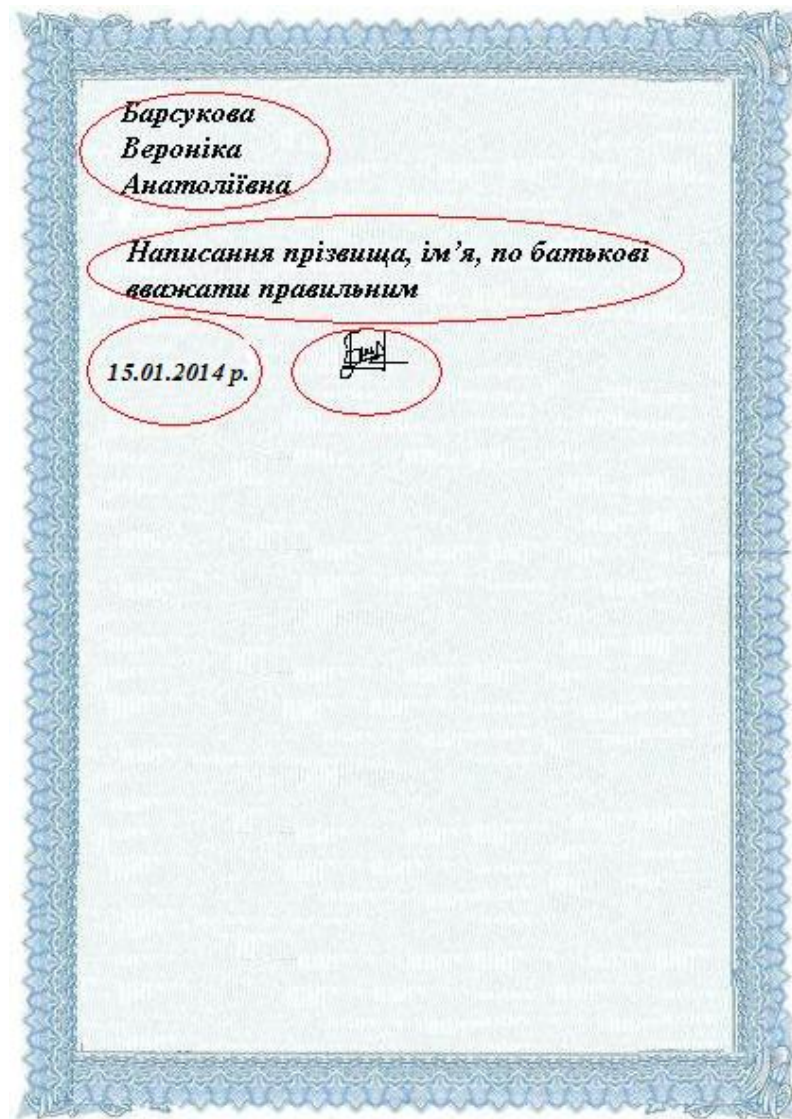 Барсукова
Вероніка
Анатоліївна
Написання прізвища, ім’я, по батькові
вважати правильним
15.01.2014 р.